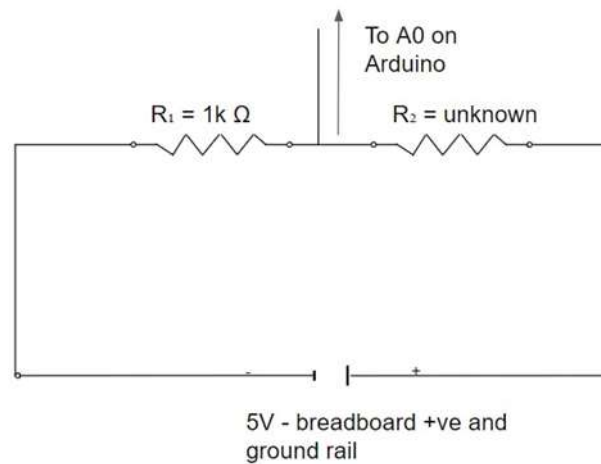 To A0 on
Arduino
R₁ = 1k Ω
R₂ = unknown
-
+
5V - breadboard +ve and
ground rail